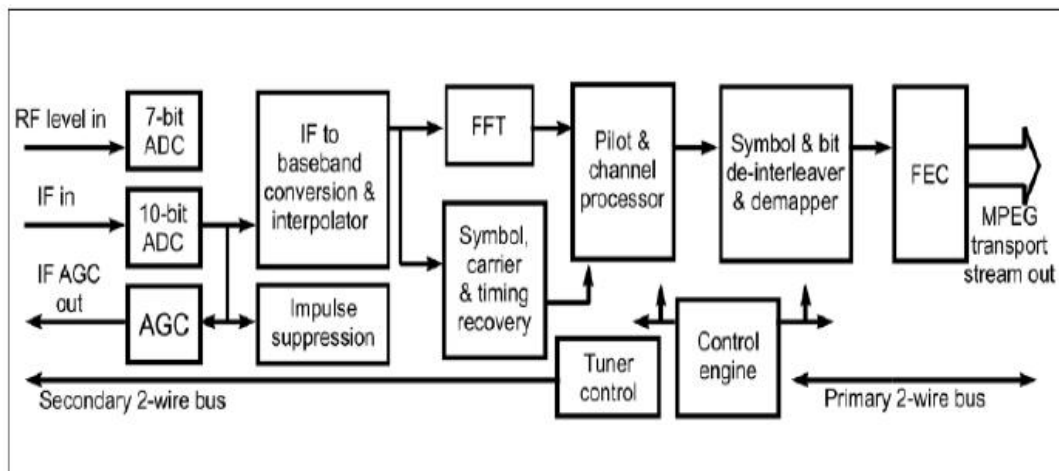 RF level in
7-bit
ADC
IF in
10-bit
ADC
IF AGC
out
AGC
IF to
baseband
conversion &
interpolator
Impulse
suppression
FFT
Symbol,
carrier
& timing
recovery
Pilot &
channel
processor
Symbol & bit
de-interleaver
& demapper
FEC
MPEG
transport
stream out
Tuner
control
Control
engine
Secondary 2-wire bus
Primary 2-wire bus